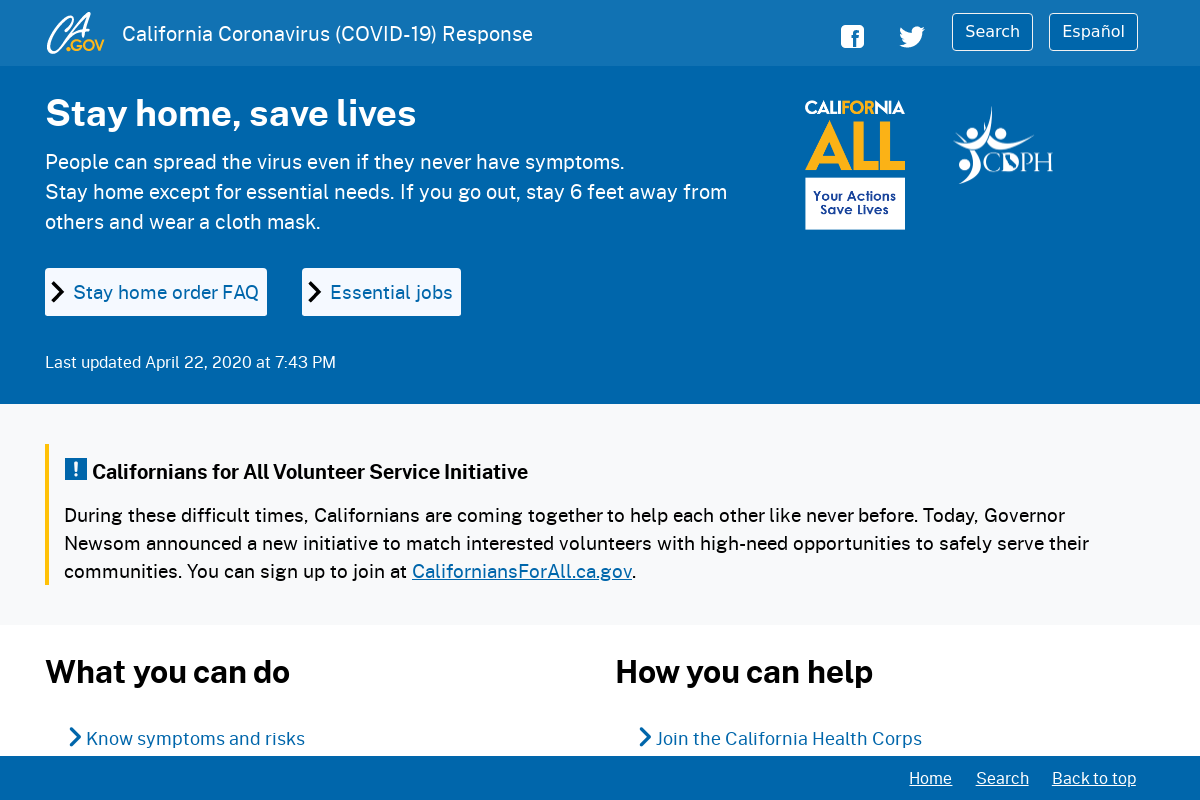 CA.GOV California Coronavirus (COVID-19) Response
Search
Español
Stay home, save lives
People can spread the virus even if they never have symptoms.
Stay home except for essential needs. If you go out, stay 6 feet away from
others and wear a cloth mask.
CALIFORNIA
ALL
Your Actions
Save Lives
CDPH
Stay home order FAQ
Essential jobs
Last updated April 22, 2020 at 7:43 PM
Californians for All Volunteer Service Initiative
During these difficult times, Californians are coming together to help each other like never before. Today, Governor
Newsom announced a new initiative to match interested volunteers with high-need opportunities to safely serve their
communities. You can sign up to join at CaliforniansForAll.ca.gov.
What you can do
Know symptoms and risks
How you can help
Join the California Health Corps
Home
Search
Back to top